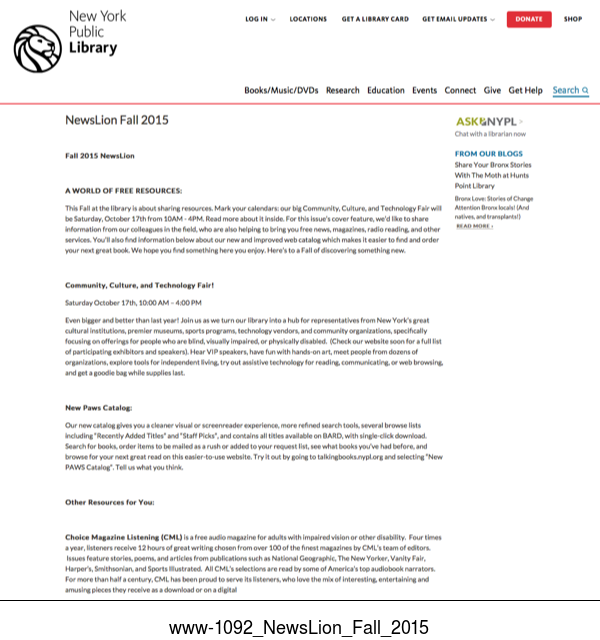 New York
Public
Library
LOG IN
LOCATIONS
GET A LIBRARY CARD
GET EMAIL UPDATES
DONATE
SHOP
Books/Music/DVDs Research Education Events Connect Give Get Help Search
NewsLion Fall 2015
Fall 2015 NewsLion
A WORLD OF FREE RESOURCES:
This Fall at the library is about sharing resources. Mark your calendars: our big Community, Culture, and Technology Fair will
be Saturday, October 17th from 10AM - 4PM. Read more about it inside. For this issue's cover feature, we'd like to share
information from our colleagues in the field, who are also helping to bring you free news, magazines, radio reading, and other
services. You'll also find information below about our new and improved web catalog which makes it easier to find and order
your next great book. We hope you find something here you enjoy. Here's to a Fall of discovering something new.
Community, Culture, and Technology Fair!
Saturday October 17th, 10:00 AM – 4:00 PM
Even bigger and better than last year! Join us as we turn our library into a hub for representatives from New York's great
cultural institutions, premier museums, sports programs, technology vendors, and community organizations, specifically
focusing on offerings for people who are blind, visually impaired, or physically disabled. (Check our website soon for a full list
of participating exhibitors and speakers). Hear VIP speakers, have fun with hands-on art, meet people from dozens of
organizations, explore tools for independent living, try out assistive technology for reading, communicating, or web browsing,
and get a goodie bag while supplies last.
New Paws Catalog:
Our new catalog gives you a cleaner visual or screenreader experience, more refined search tools, several browse lists
including "Recently Added Titles" and "Staff Picks", and contains all titles available on BARD, with single-click download.
Search for books, order items to be mailed as a rush or added to your request list, see what books you've had before, and
browse for your next great read on this easier-to-use website. Try it out by going to talkingbooks.nypl.org and selecting "New
PAWS Catalog". Tell us what you think.
Other Resources for You:
Choice Magazine Listening (CML) is a free audio magazine for adults with impaired vision or other disability. Four times
a year, listeners receive 12 hours of great writing chosen from over 100 of the finest magazines by CML's team of editors.
Issues feature stories, poems, and articles from publications such as National Geographic, The New Yorker, Vanity Fair,
Harper's, Smithsonian, and Sports Illustrated. All CML's selections are read by some of America's top audiobook narrators.
For more than half a century, CML has been proud to serve its listeners, who love the mix of interesting, entertaining and
amusing pieces they receive as a download or on a digital
ASK NYPL
Chat with a librarian now
FROM OUR BLOGS
Share Your Bronx Stories
With The Moth at Hunts
Point Library
Bronx Love: Stories of Change
Attention Bronx locals! (And
natives, and transplants!)
READ MORE ›
www-1092_NewsLion_Fall_2015